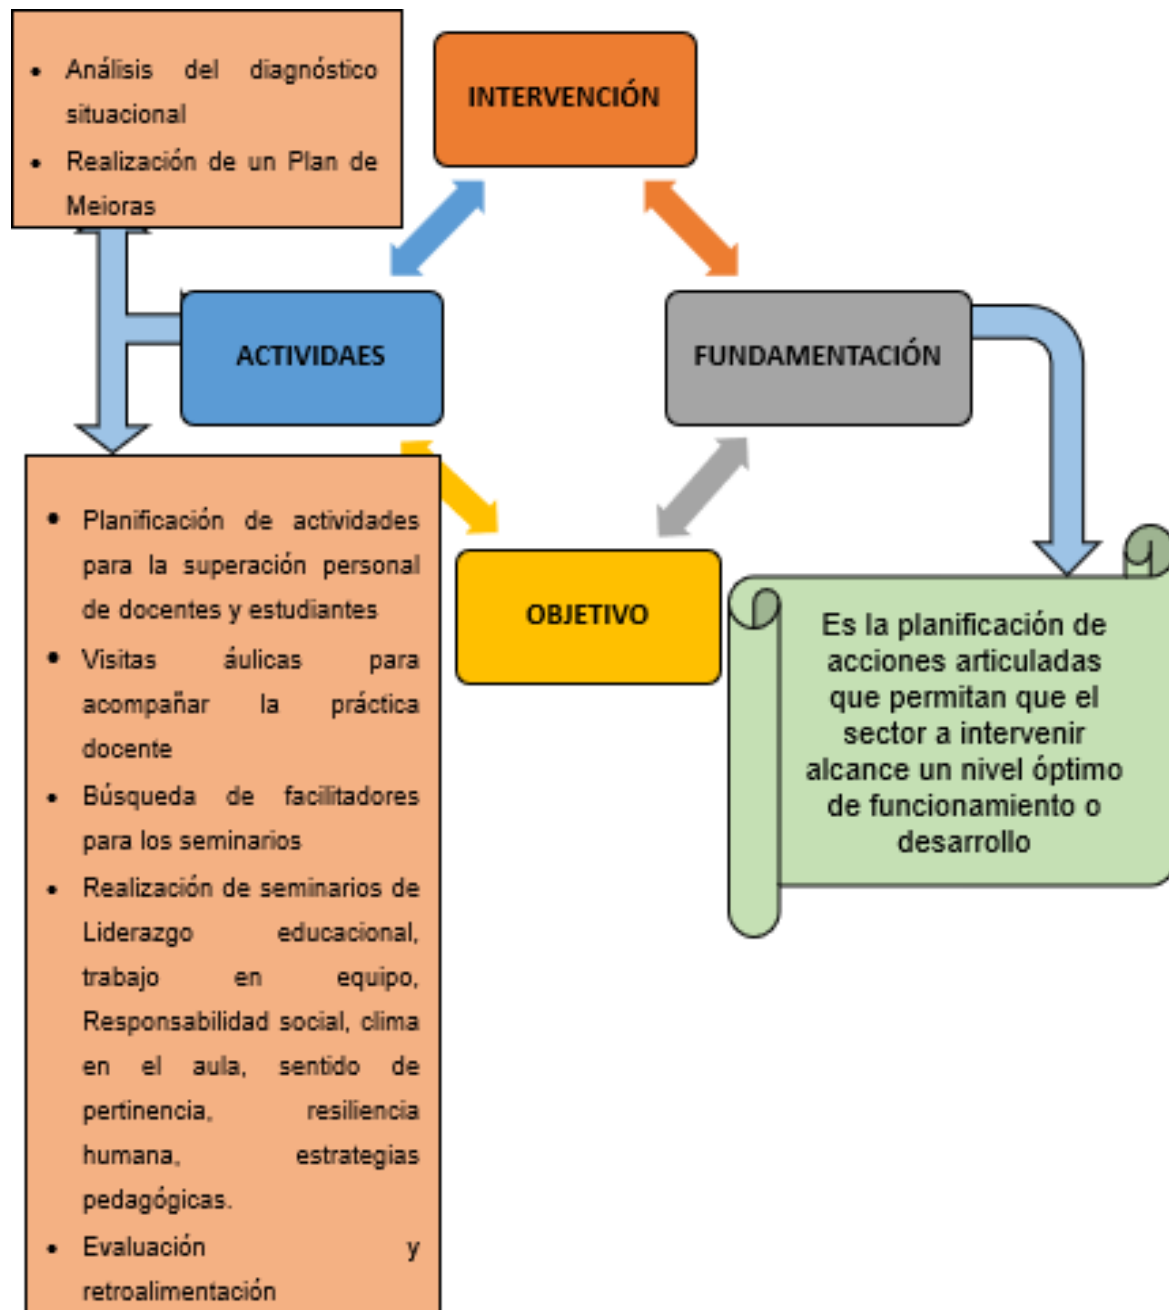 • Análisis del diagnóstico
situacional
• Realización de un Plan de
Mejoras
INTERVENCIÓN
ACTIVIDAES
FUNDAMENTACIÓN
OBJETIVO
• Planificación de actividades
para la superación personal
de docentes y estudiantes
• Visitas áulicas para
acompañar la práctica
docente
• Búsqueda de facilitadores
para los seminarios
• Realización de seminarios de
Liderazgo educacional,
trabajo en equipo,
Responsabilidad social, clima
en el aula, sentido de
pertinencia, resiliencia
humana, estrategias
pedagógicas.
• Evaluación y
retroalimentación
Es la planificación de
acciones articuladas
que permitan que el
sector a intervenir
alcance un nivel óptimo
de funcionamiento o
desarrollo